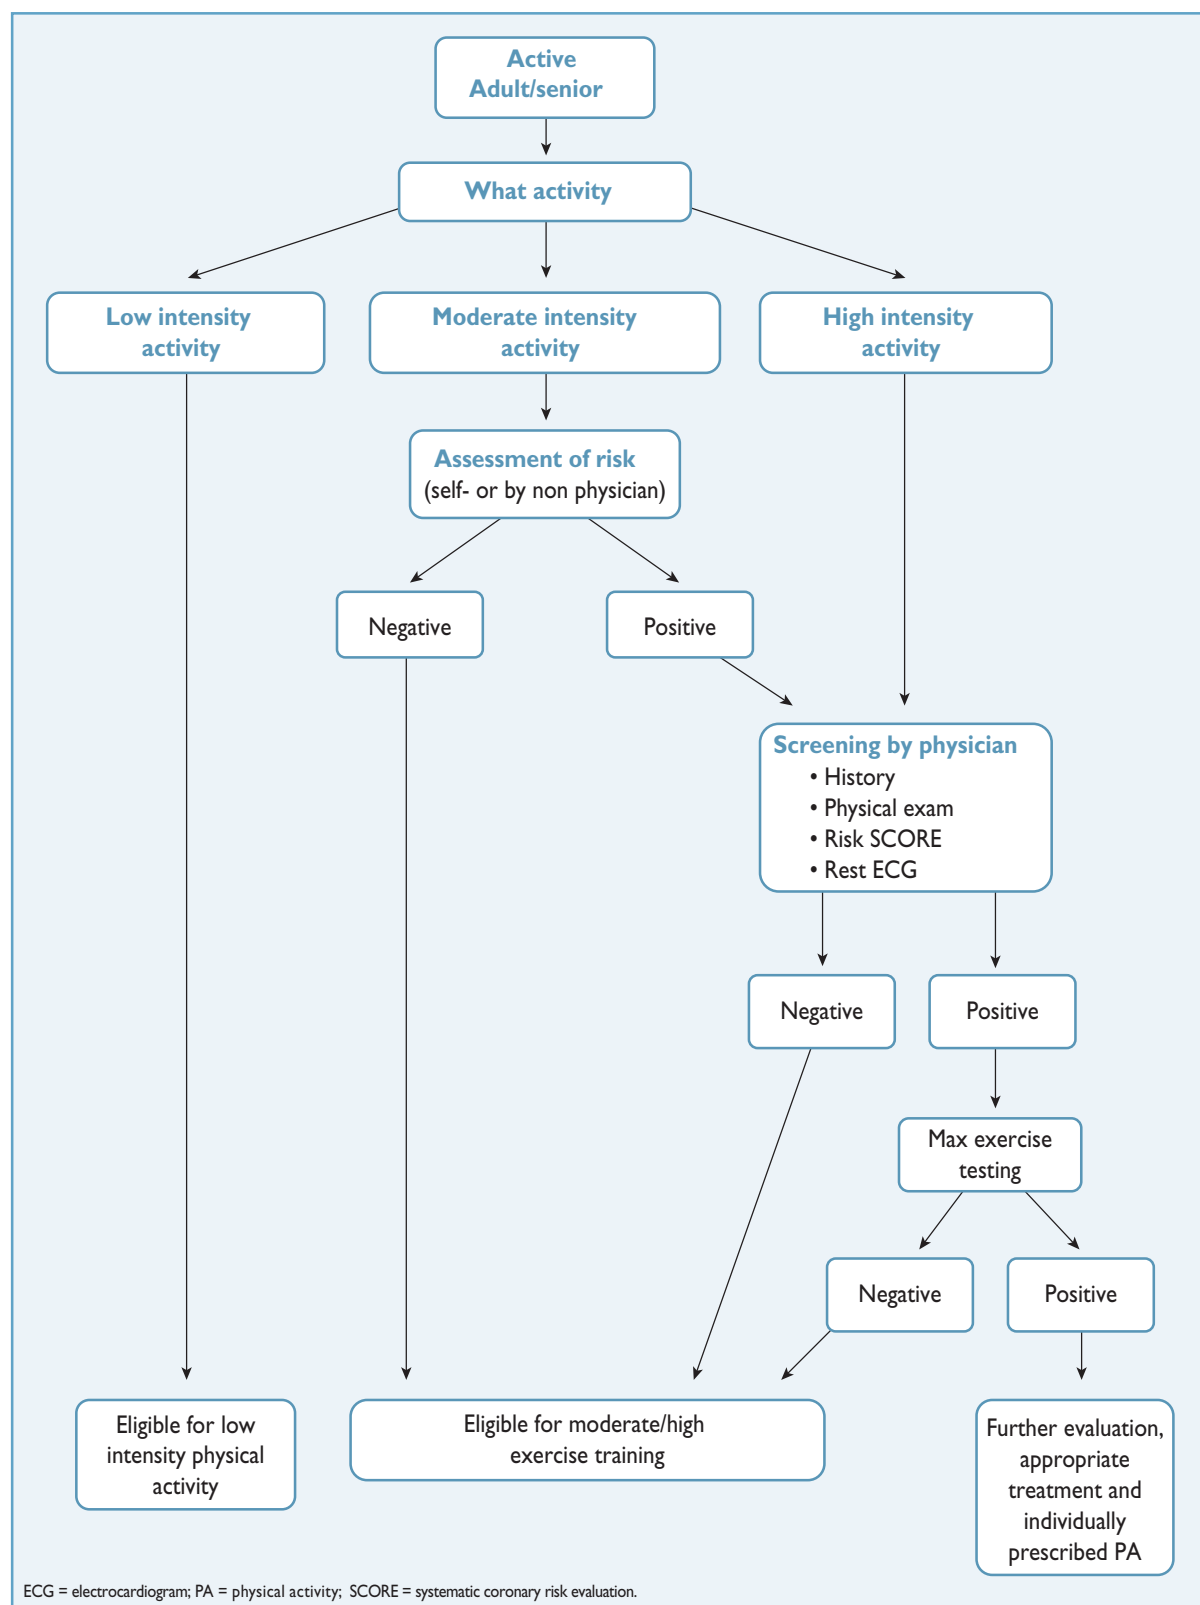 Active
Adult/senior
What activity
Low intensity
activity
Moderate intensity
activity
High intensity
activity
Assessment of risk
(self- or by non physician)
Negative
Positive
Screening by physician
• History
• Physical exam
• Risk SCORE
• Rest ECG
Negative
Positive
Max exercise
testing
Negative
Positive
Eligible for low
intensity physical
activity
Eligible for moderate/high
exercise training
Further evaluation,
appropriate
treatment and
individually
prescribed PA
ECG = electrocardiogram; PA = physical activity; SCORE = systematic coronary risk evaluation.